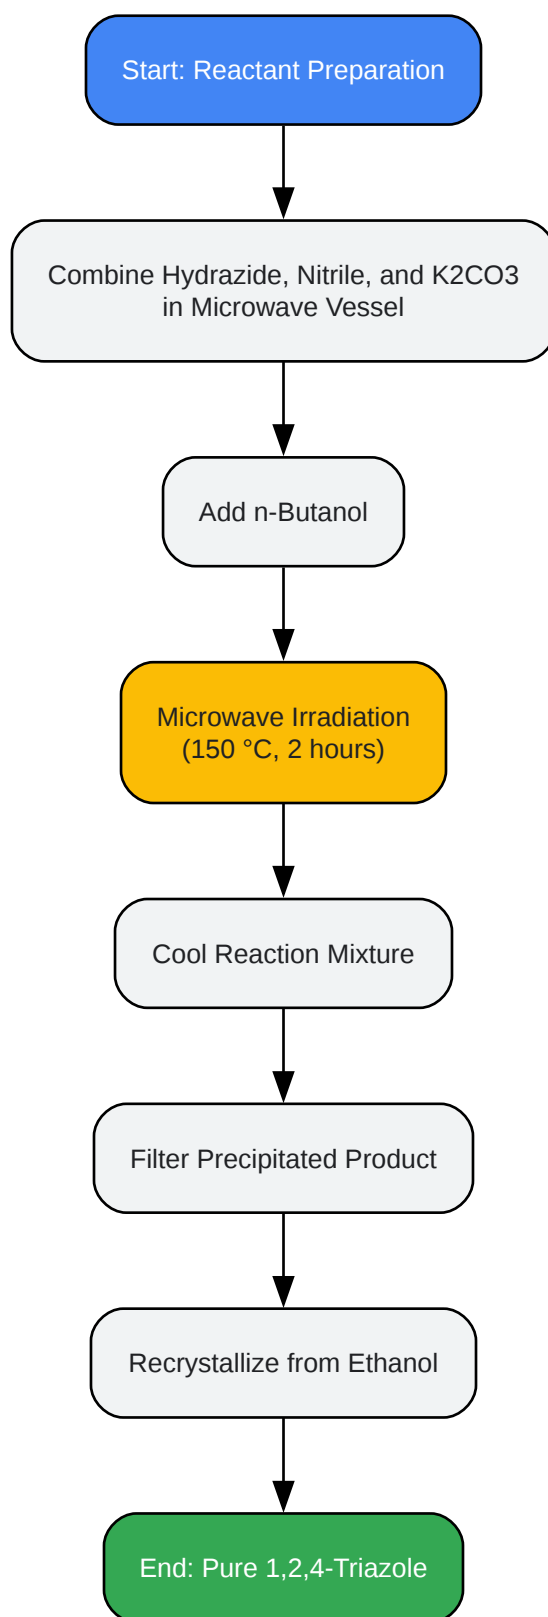 Start: Reactant Preparation
Combine Hydrazide, Nitrile, and K2CO3
in Microwave Vessel
Add n-Butanol
Microwave Irradiation
(150 °C, 2 hours)
Cool Reaction Mixture
Filter Precipitated Product
Recrystallize from Ethanol
End: Pure 1,2,4-Triazole